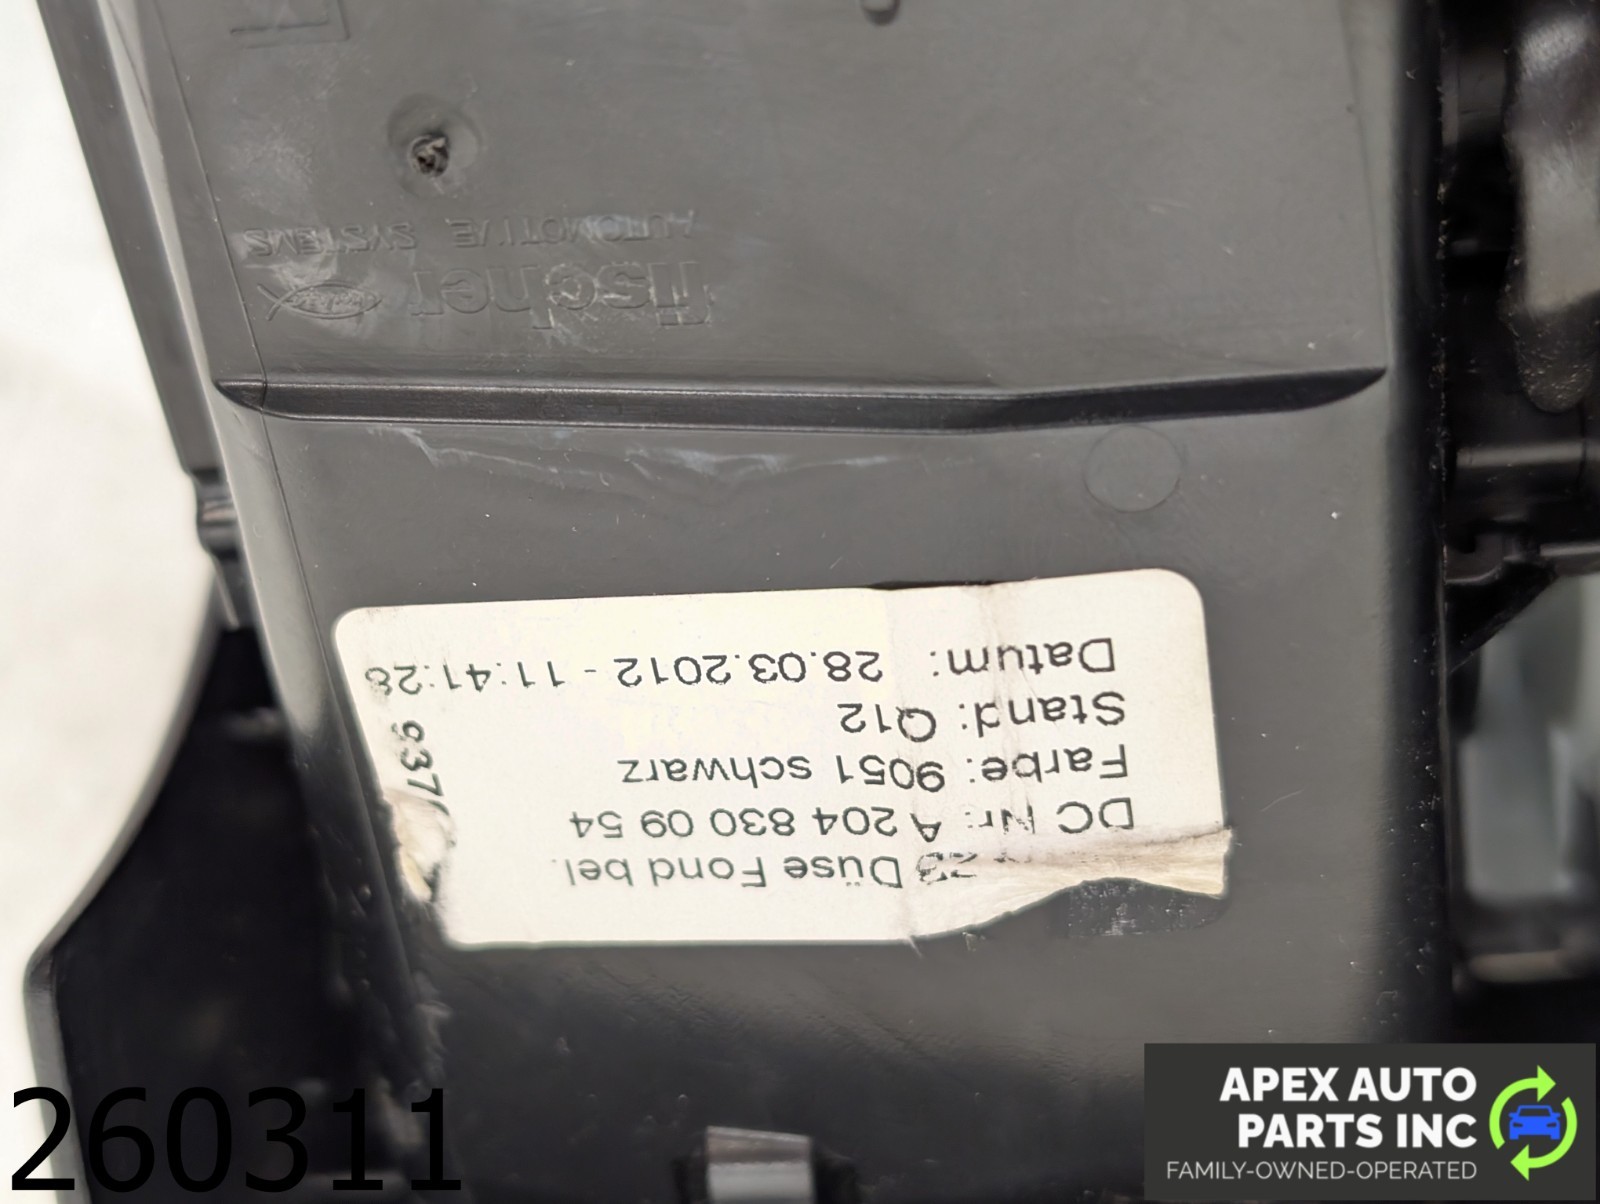 fischer
AUTOMOTIVE SYSTEMS
Düse Fond bel.
DC Nr: A 204 830 09 54
Farbe: 9051 schwarz
Stand: Q12
Datum: 28.03.2012 - 11:41:28
937
260311
APEX AUTO
PARTS INC
FAMILY-OWNED-OPERATED